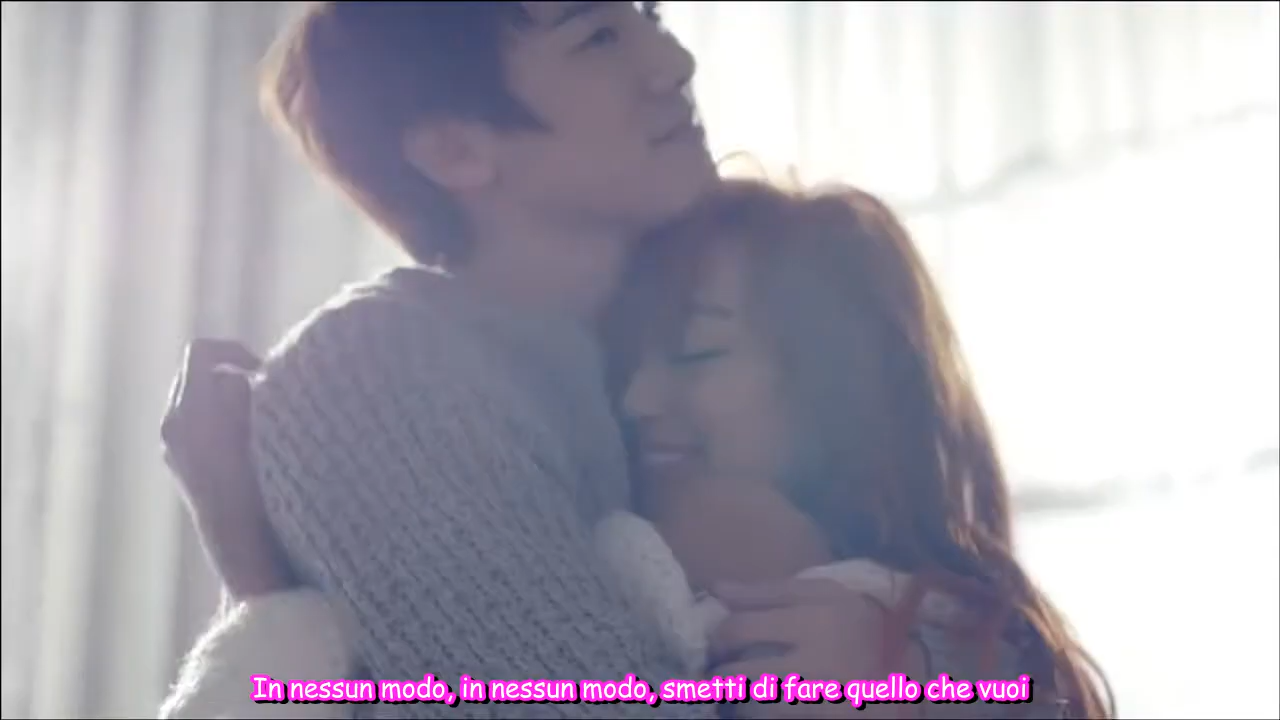 In nessun modo, in nessun modo, smetti di fare quello che vuoi